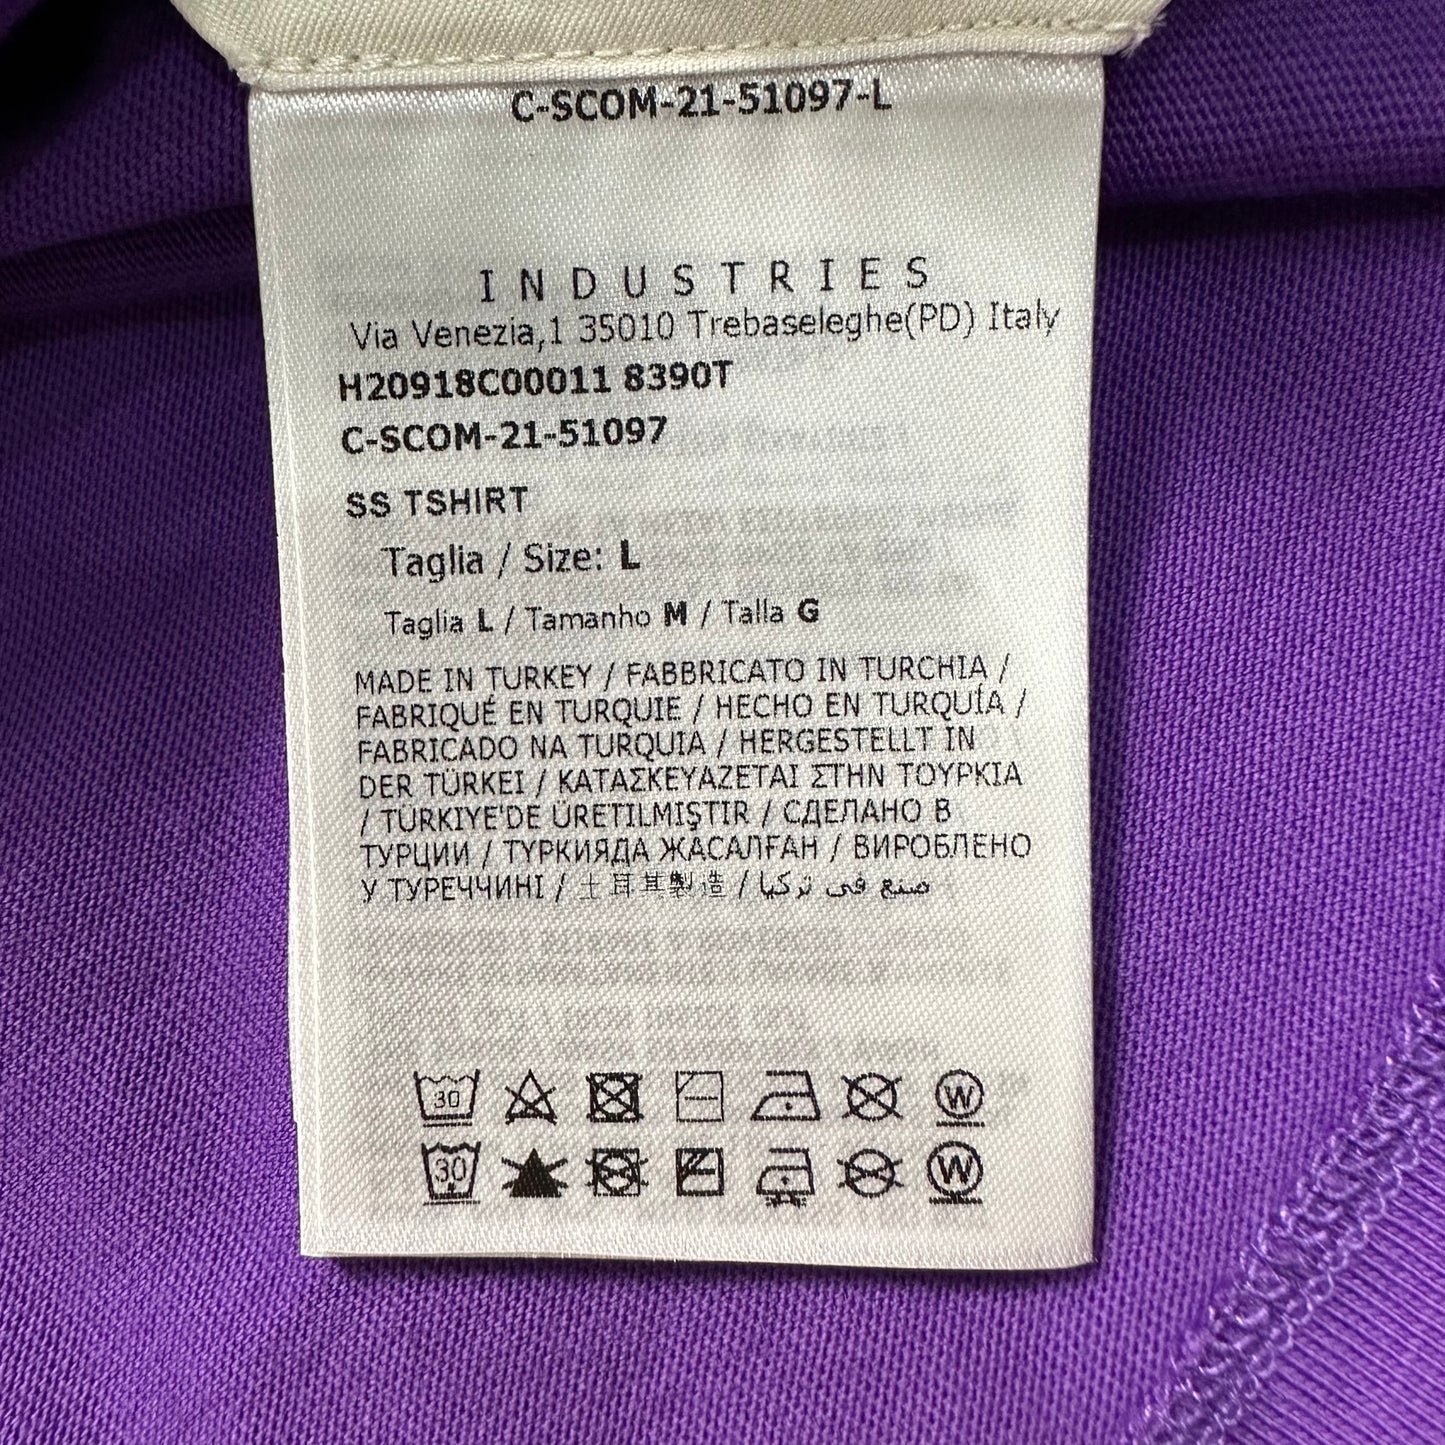 C-SCOM-21-51097-L
INDUSTRIES
Via Venezia,1 35010 Trebaseleghe(PD) Italy
H20918C00011 8390T
C-SCOM-21-51097
SS TSHIRT
Taglia / Size: L
Taglia L / Tamanho M / Talla G
MADE IN TURKEY / FABBRICATO IN TURCHIA /
FABRIQUÉ EN TURQUIE / HECHO EN TURQUÍA /
FABRICADO NA TURQUIA / HERGESTELLT IN
DER TÜRKEI / ΚΑΤΑΣΚΕΥΑΖΕΤΑΙ ΣΤΗΝ ΤΟΥΡΚΙΑ
/ TÜRKIYE'DE ÜRETILMIŞTIR / СДЕЛАНО В
ТУРЦИИ / ТУРКИЯДА ЖАСАЛҒАН / ВИРОБЛЕНО
У ТУРЕЧЧИНІ / 土耳其製造 / صنع في تركيا
30 W
30 W